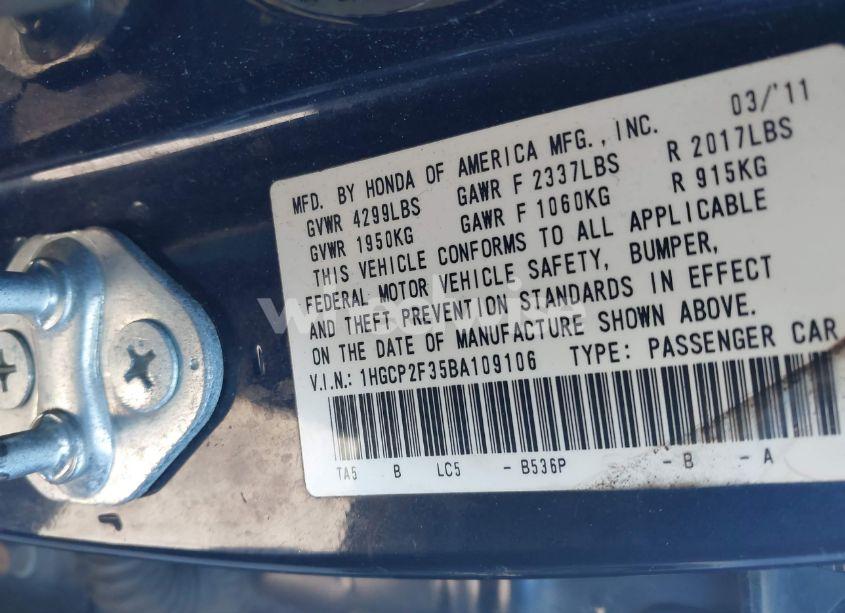 03/'11
MFD. BY HONDA OF AMERICA MFG., INC.
GVWR 4299LBS GAWR F 2337LBS R 2017LBS
GVWR 1950KG GAWR F 1060KG R 915KG
THIS VEHICLE CONFORMS TO ALL APPLICABLE
FEDERAL MOTOR VEHICLE SAFETY, BUMPER,
AND THEFT PREVENTION STANDARDS IN EFFECT
ON THE DATE OF MANUFACTURE SHOWN ABOVE.
V.I.N.: 1HGCP2F35BA109106 TYPE: PASSENGER CAR
TA5 B LC5 - B536P - B - A